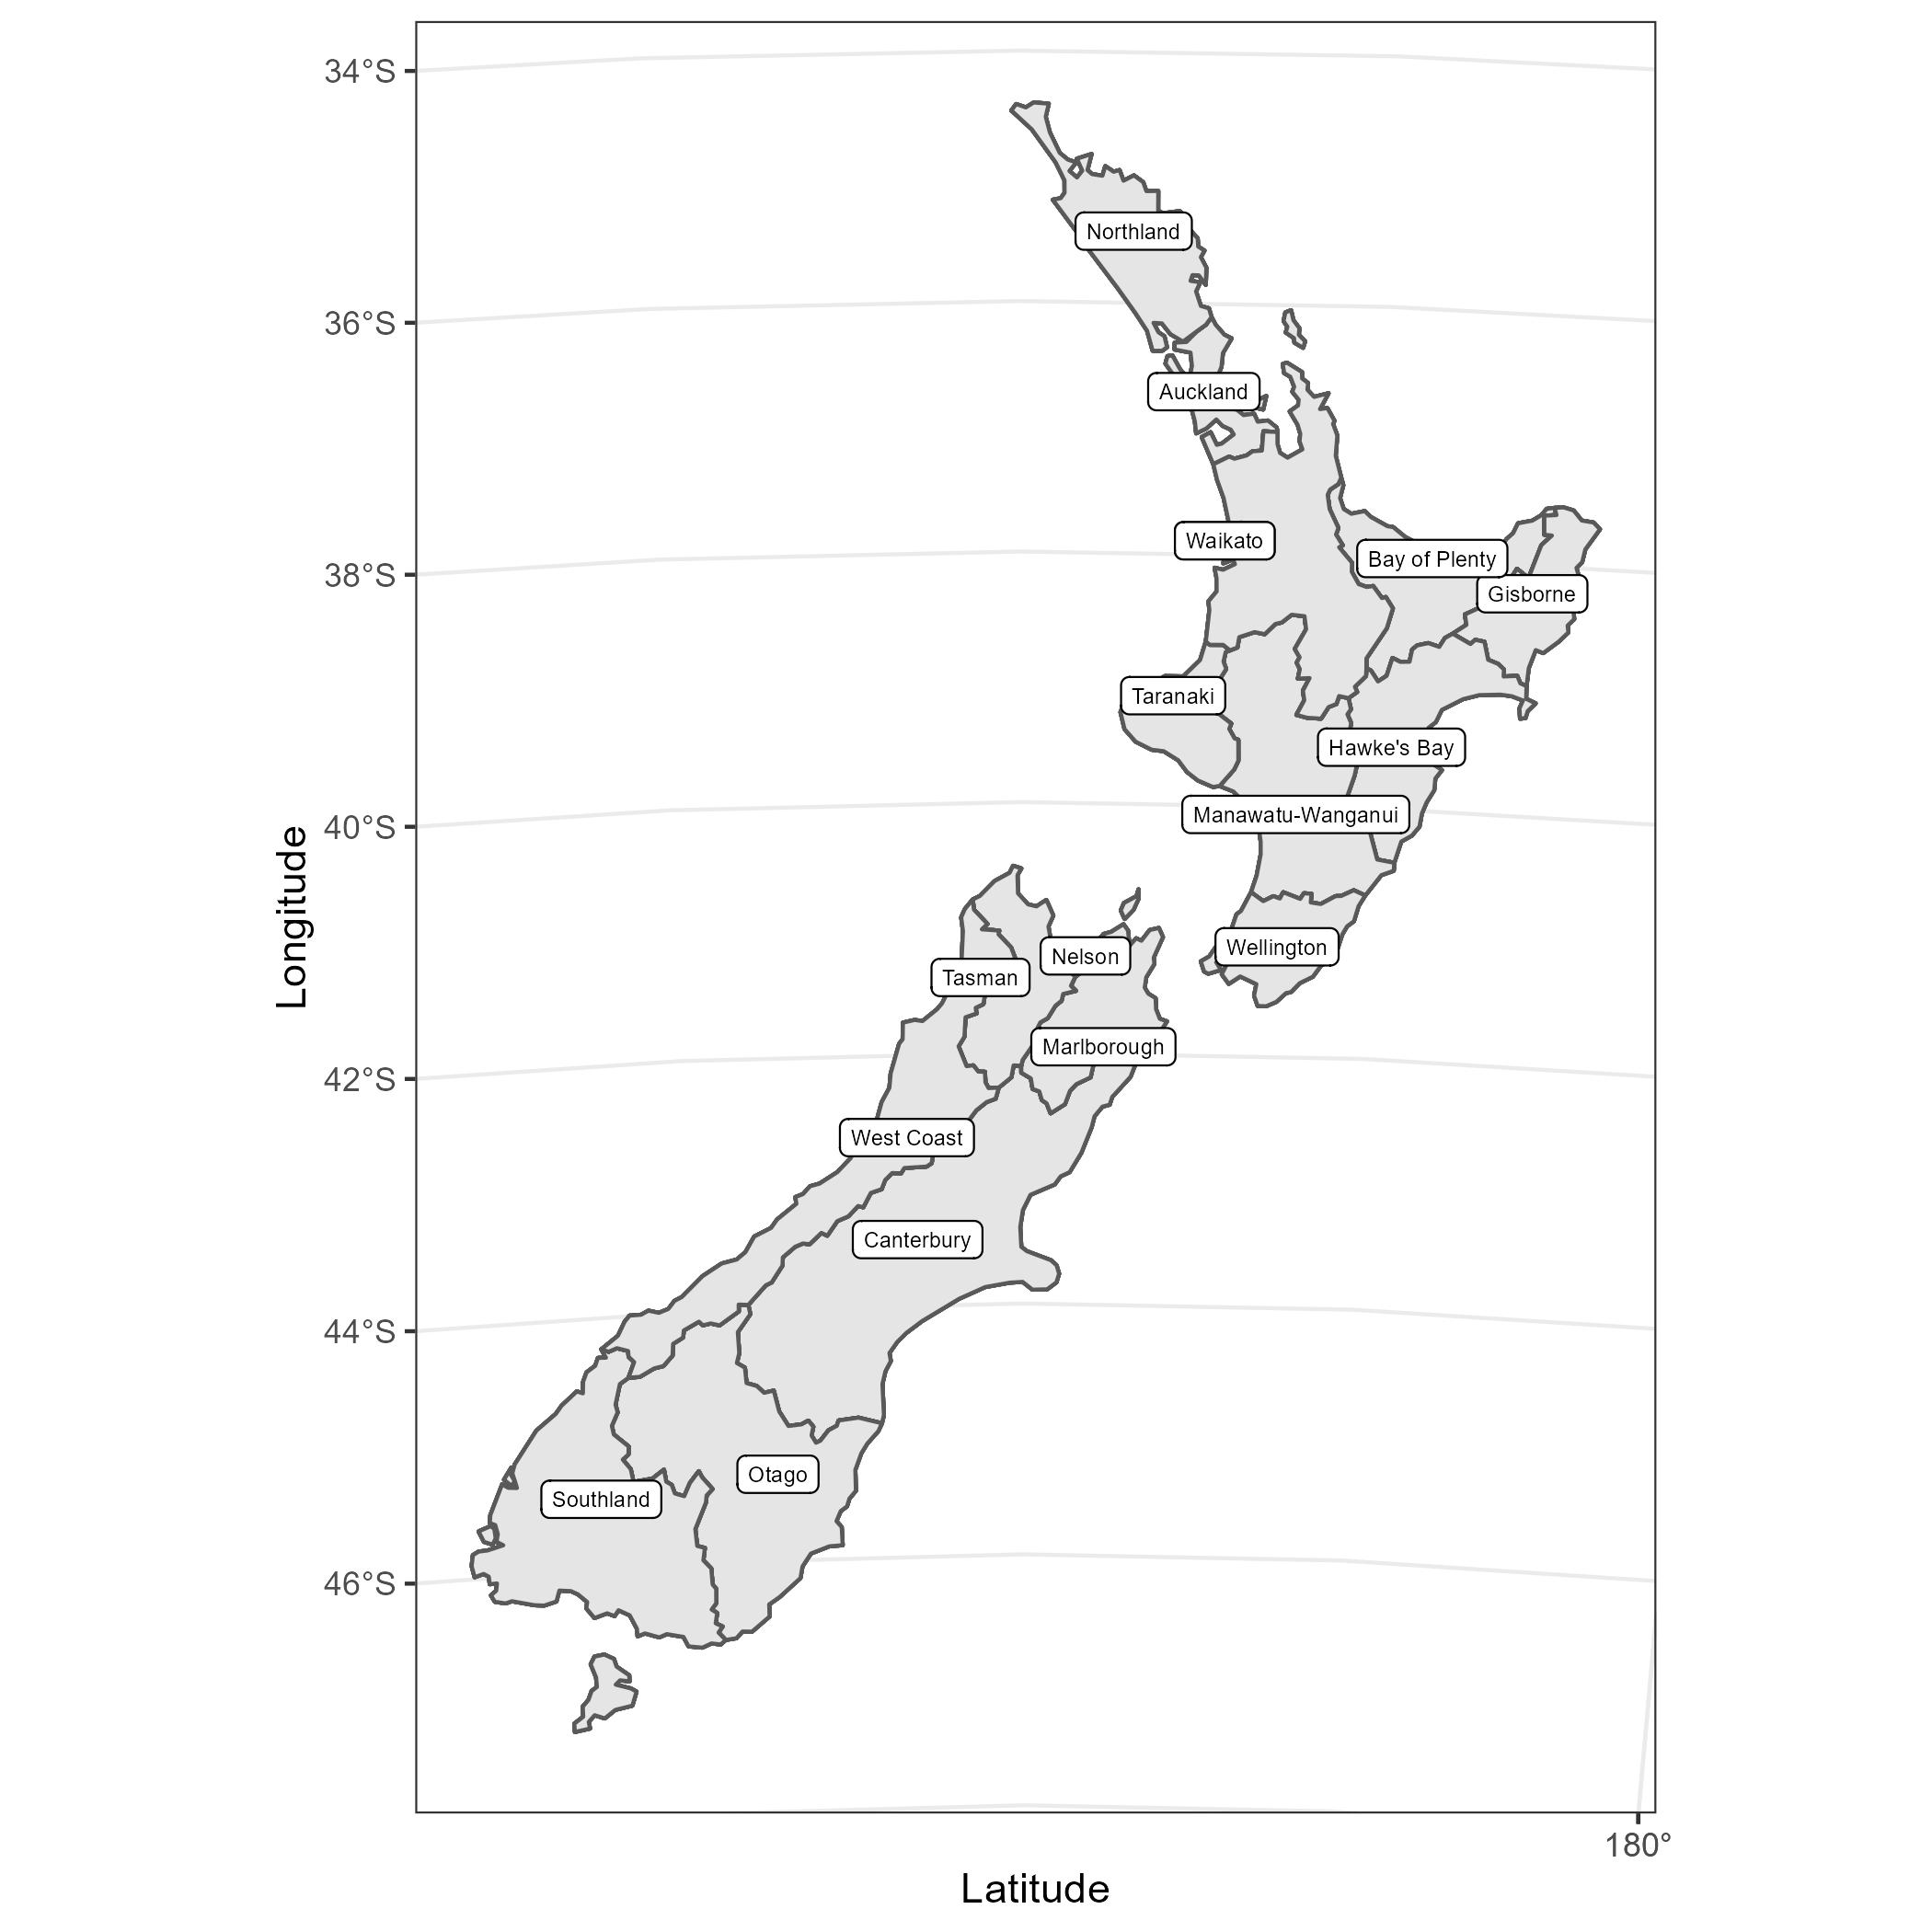 34°S
Northland
36°S
Auckland
Waikato
Bay of Plenty
38°S
Gisborne
Taranaki
Hawke's Bay
Manawatu-Wanganui
40°S
Longitude
Wellington
Nelson
Tasman
Marlborough
42°S
West Coast
Canterbury
44°S
Otago
Southland
46°S
180°
Latitude